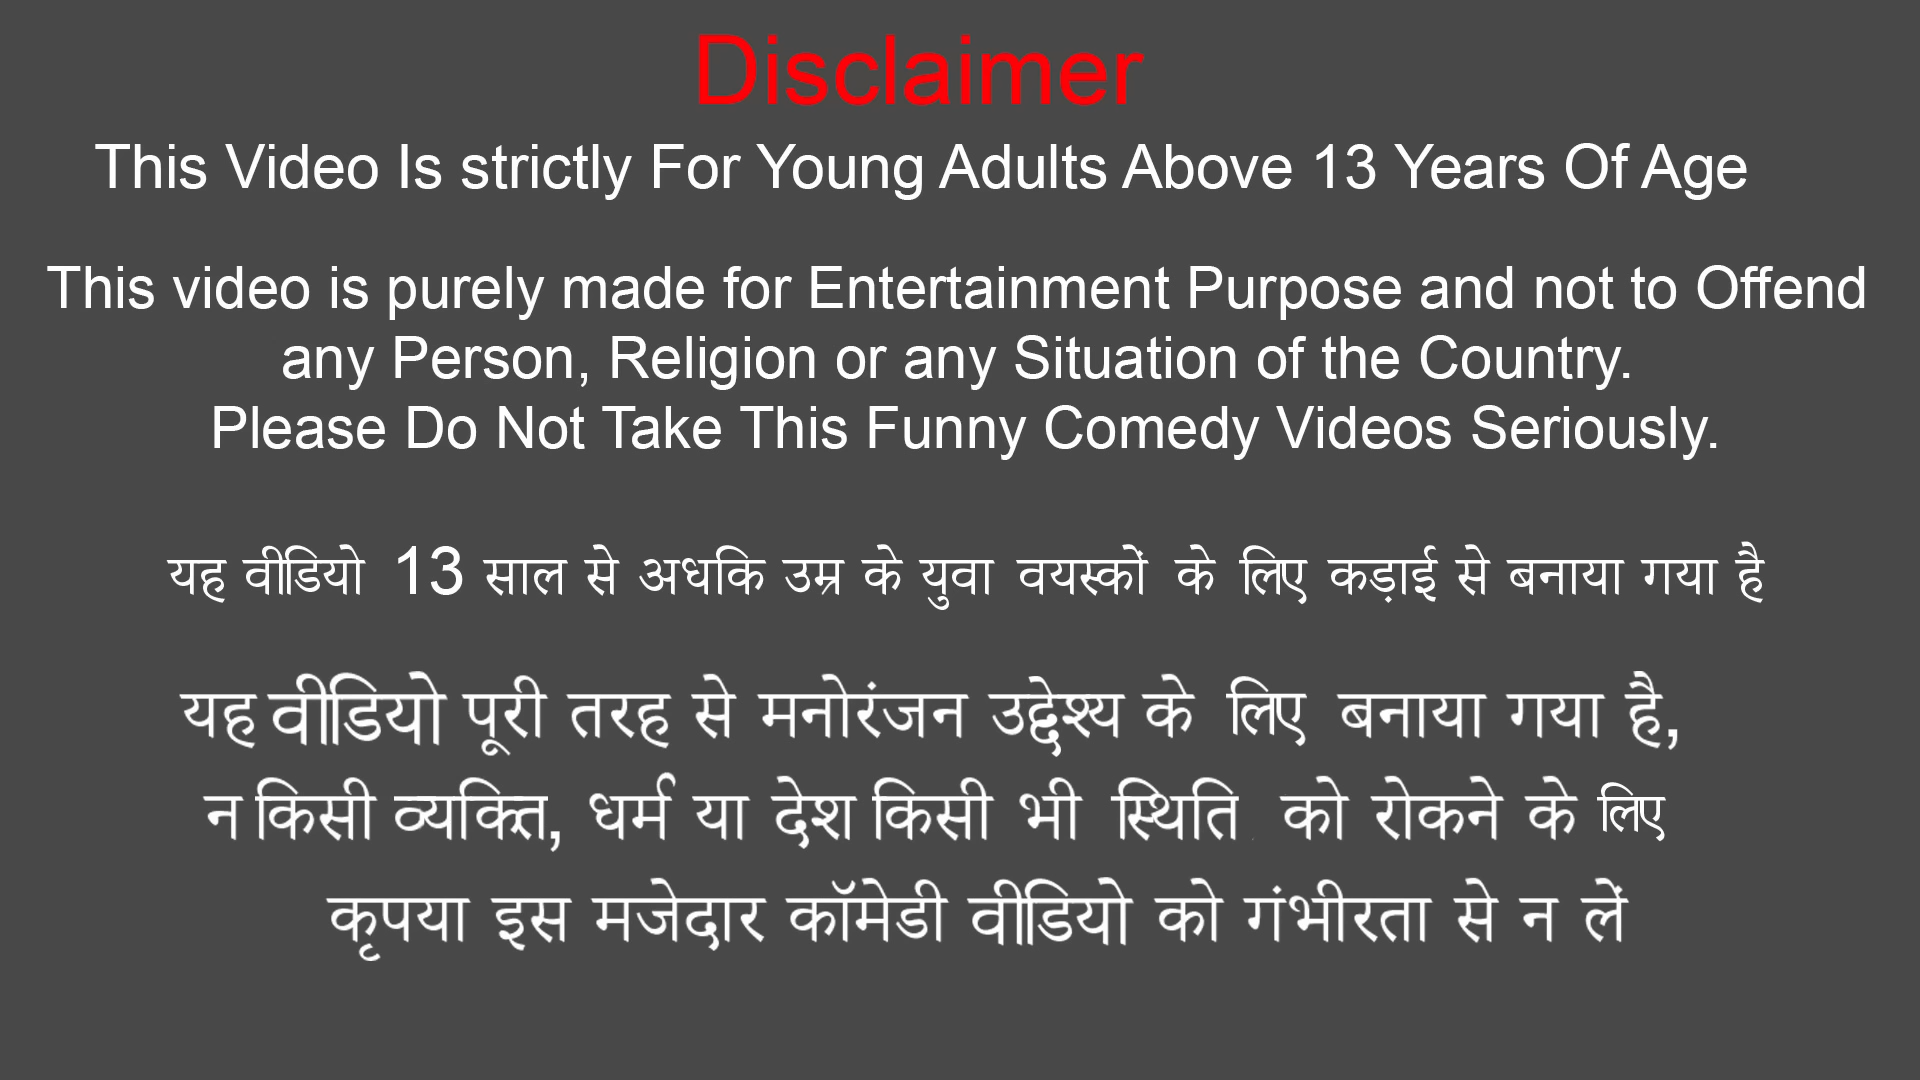 Disclaimer
This Video Is strictly For Young Adults Above 13 Years Of Age
This video is purely made for Entertainment Purpose and not to Offend
any Person, Religion or any Situation of the Country.
Please Do Not Take This Funny Comedy Videos Seriously.
यह वीडियो 13 साल से अधकि उम्र के युवा वयस्कों के लिए कड़ाई से बनाया गया है
यह वीडियो पूरी तरह से मनोरंजन उद्देश्य के लिए बनाया गया है,
न किसी व्यक्ति, धर्म या देश किसी भी स्थिति को रोकने के लिए
कृपया इस मजेदार कॉमेडी वीडियो को गंभीरता से न लें